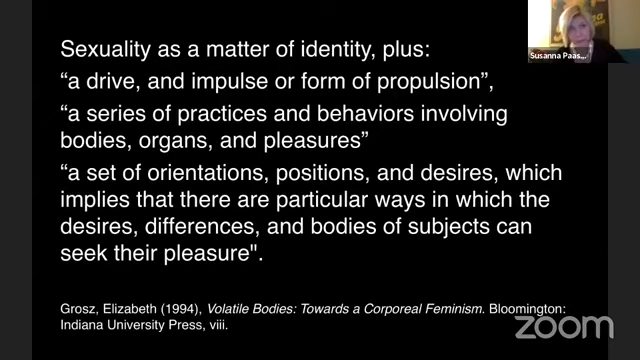 Sexuality as a matter of identity, plus:
“a drive, and impulse or form of propulsion”,
“a series of practices and behaviors involving
bodies, organs, and pleasures”
“a set of orientations, positions, and desires, which
implies that there are particular ways in which the
desires, differences, and bodies of subjects can
seek their pleasure".
Grosz, Elizabeth (1994), Volatile Bodies: Towards a Corporeal Feminism. Bloomington:
Indiana University Press, viii.
Susanna Paas...
zoom